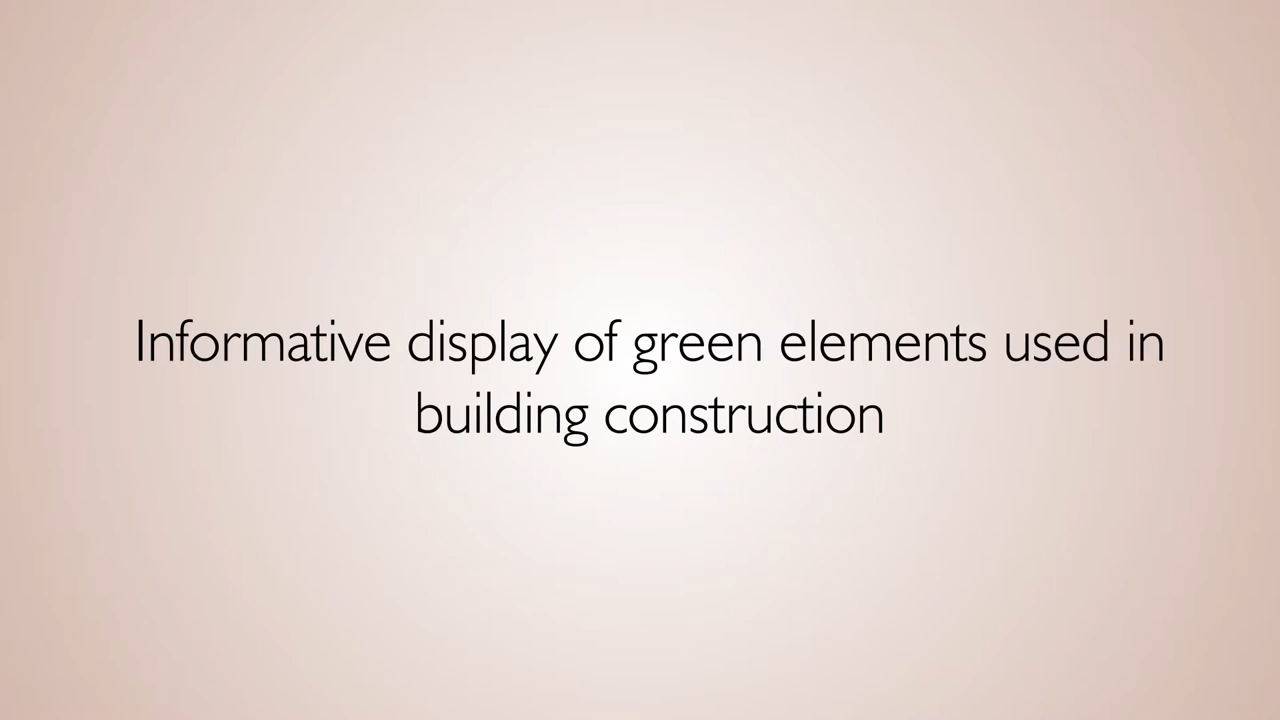 Informative display of green elements used in
building construction